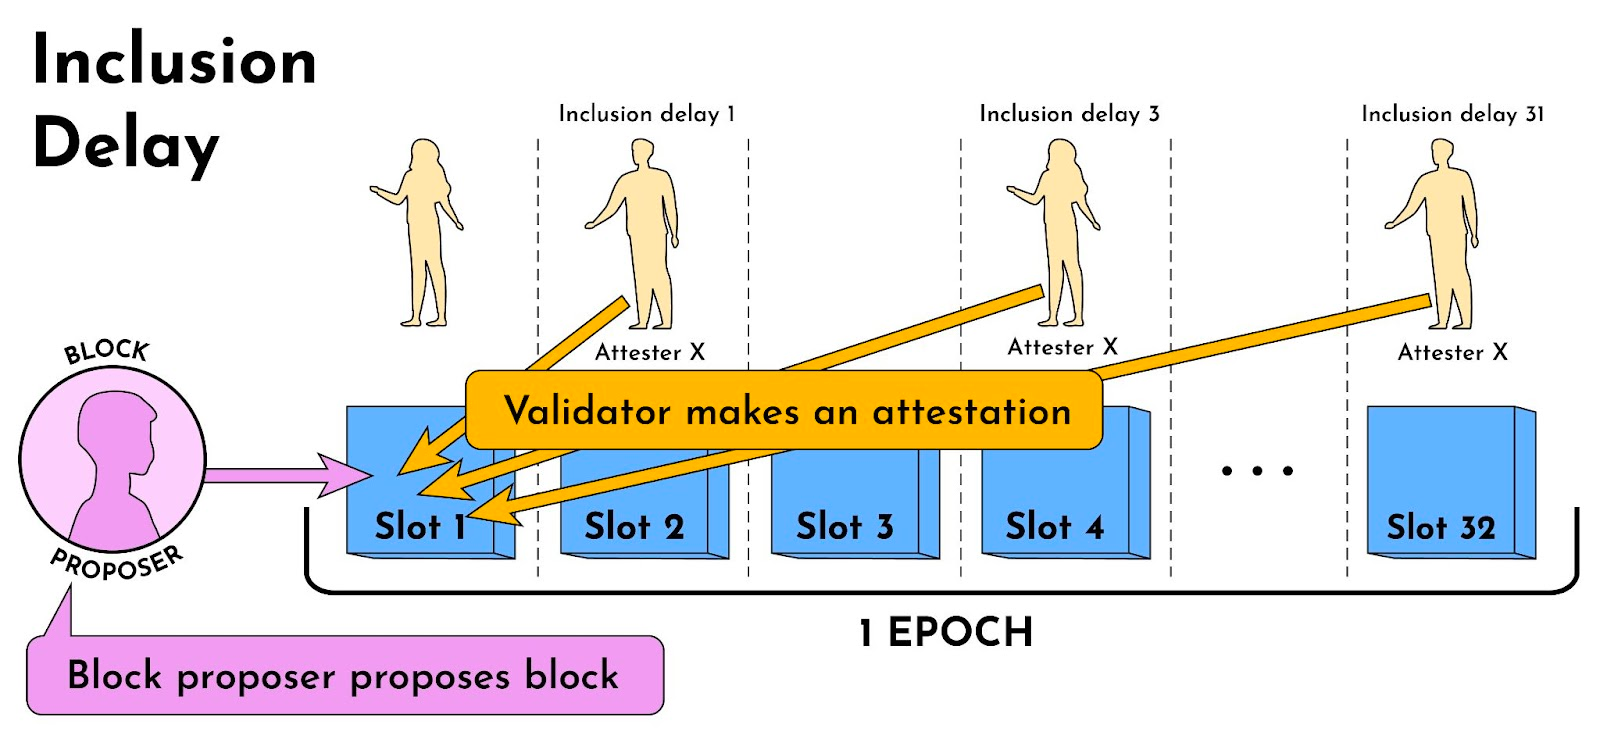 Inclusion
Delay
Inclusion delay 1
Inclusion delay 3
Inclusion delay 31
Attester X
Attester X
Attester X
BLOCK
PROPOSER
Validator makes an attestation
Slot 1
Slot 2
Slot 3
Slot 4
...
Slot 32
1 EPOCH
Block proposer proposes block